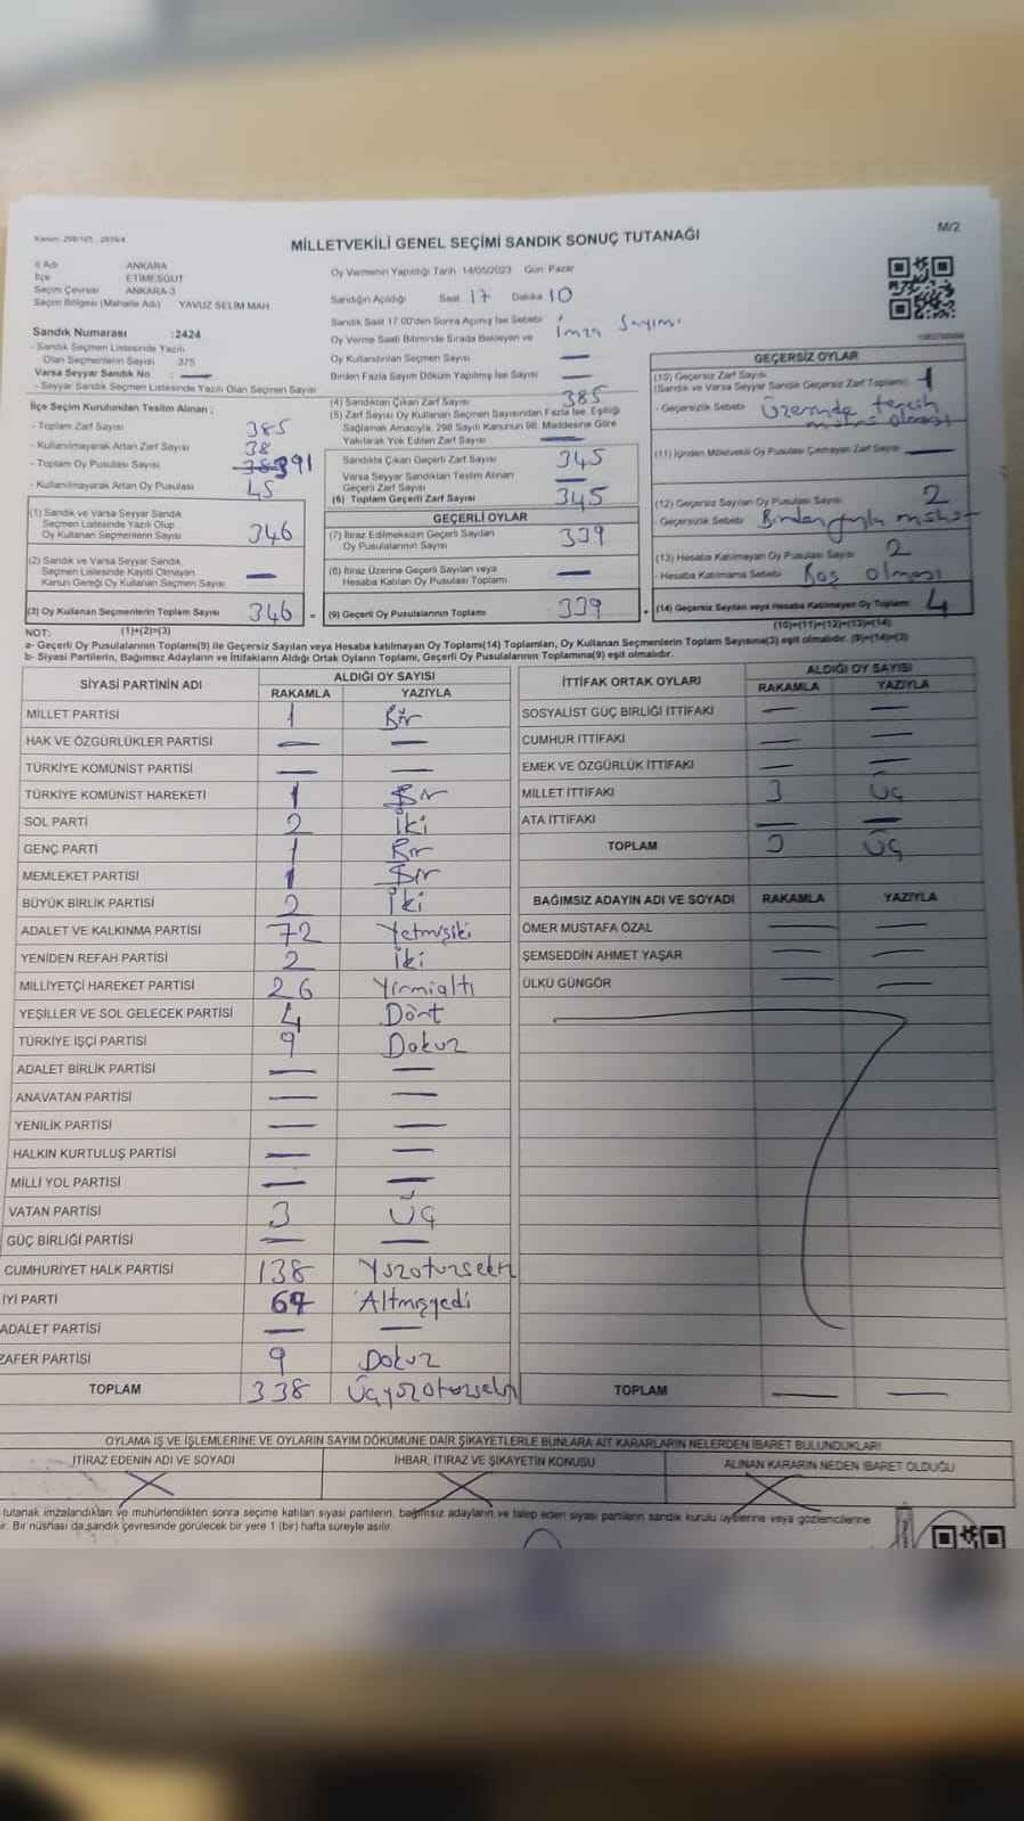 Kanun: 298/105
M/2
MİLLETVEKİLİ GENEL SEÇİMİ SANDIK SONUÇ TUTANAĞI
İl Adı ANKARA
İlçe ETİMESGUT
Seçim Çevresi ANKARA-3
Seçim Bölgesi (Mahalle Adı) YAVUZ SELİM MAH
Oy Vermenin Yapıldığı Tarih 14/05/2023 Gün: Pazar
Sandığın Açıldığı Saat 17 Dakika 10
Sandık Saat 17:00'den Sonra Açılmış İse Sebebi İmza Sayımı
Oy Verme Saati Bitiminde Sırada Bekleyen ve
Oy Kullandırılan Seçmen Sayısı —
Birden Fazla Sayım Döküm Yapılmış İse Sayısı —
Sandık Numarası :2424
- Sandık Seçmen Listesinde Yazılı
Olan Seçmenlerin Sayısı 375
Varsa Seyyar Sandık No : —
- Seyyar Sandık Seçmen Listesinde Yazılı Olan Seçmen Sayısı
İlçe Seçim Kurulundan Teslim Alınan :
- Toplam Zarf Sayısı 385
- Kullanılmayarak Artan Zarf Sayısı 38
- Toplam Oy Pusulası Sayısı 391
- Kullanılmayarak Artan Oy Pusulası 45
(1) Sandık ve Varsa Seyyar Sandık
Seçmen Listesinde Yazılı Olup
Oy Kullanan Seçmenlerin Sayısı 346
(2) Sandık ve Varsa Seyyar Sandık
Seçmen Listesinde Kayıtlı Olmayan
Kanun Gereği Oy Kullanan Seçmen Sayısı —
(3) Oy Kullanan Seçmenlerin Toplam Sayısı 346 =
(4) Sandıktan Çıkan Zarf Sayısı 385
(5) Zarf Sayısı Oy Kullanan Seçmen Sayısından Fazla İse, Eşitliği
Sağlamak Amacıyla, 298 Sayılı Kanunun 98. Maddesine Göre
Yakılarak Yok Edilen Zarf Sayısı —
Sandıkta Çıkan Geçerli Zarf Sayısı 345
Varsa Seyyar Sandıktan Teslim Alınan
Geçerli Zarf Sayısı —
(6) Toplam Geçerli Zarf Sayısı 345
GEÇERLİ OYLAR
(7) İtiraz Edilmeksizin Geçerli Sayılan
Oy Pusulalarının Sayısı 339
(8) İtiraz Üzerine Geçerli Sayılan veya
Hesaba Katılan Oy Pusulası Toplamı —
(9) Geçerli Oy Pusulalarının Toplamı 339 +
GEÇERSİZ OYLAR
(10) Geçersiz Zarf Sayısı
(Sandık ve Varsa Seyyar Sandık Geçersiz Zarf Toplamı) 1
- Geçersizlik Sebebi Üzerinde tercih
mührü olması
(11) İçinden Milletvekili Oy Pusulası Çıkmayan Zarf Sayısı —
(12) Geçersiz Sayılan Oy Pusulası Sayısı 2
- Geçersizlik Sebebi Birden fazla mühür
(13) Hesaba Katılmayan Oy Pusulası Sayısı 2
- Hesaba Katılmama Sebebi Boş olması
(14) Geçersiz Sayılan veya Hesaba Katılmayan Oy Toplamı 4
NOT: (1)+(2)=(3)
(10)+(11)+(12)+(13)=(14)
a- Geçerli Oy Pusulalarının Toplamı(9) ile Geçersiz Sayılan veya Hesaba katılmayan Oy Toplamı(14) Toplamları, Oy Kullanan Seçmenlerin Toplam Sayısına(3) eşit olmalıdır. (9)+(14)=(3)
b- Siyasi Partilerin, Bağımsız Adayların ve İttifakların Aldığı Ortak Oyların Toplamı, Geçerli Oy Pusulalarının Toplamına(9) eşit olmalıdır.
SİYASİ PARTİNİN ADI ALDIĞI OY SAYISI
RAKAMLA YAZIYLA
MİLLET PARTİSİ 1 Bir
HAK VE ÖZGÜRLÜKLER PARTİSİ — —
TÜRKİYE KOMÜNİST PARTİSİ — —
TÜRKİYE KOMÜNİST HAREKETİ 1 Bir
SOL PARTİ 2 İki
GENÇ PARTİ 1 Bir
MEMLEKET PARTİSİ 1 Bir
BÜYÜK BİRLİK PARTİSİ 2 İki
ADALET VE KALKINMA PARTİSİ 72 Yetmişiki
YENİDEN REFAH PARTİSİ 2 İki
MİLLİYETÇİ HAREKET PARTİSİ 26 Yirmialtı
YEŞİLLER VE SOL GELECEK PARTİSİ 4 Dört
TÜRKİYE İŞÇİ PARTİSİ 9 Dokuz
ADALET BİRLİK PARTİSİ — —
ANAVATAN PARTİSİ — —
YENİLİK PARTİSİ — —
HALKIN KURTULUŞ PARTİSİ — —
MİLLİ YOL PARTİSİ — —
VATAN PARTİSİ 3 Üç
GÜÇ BİRLİĞİ PARTİSİ — —
CUMHURİYET HALK PARTİSİ 138 Yüzotuzsekiz
İYİ PARTİ 67 Altmışyedi
ADALET PARTİSİ — —
ZAFER PARTİSİ 9 Dokuz
TOPLAM 338 Üçyüzotuzsekiz
İTTİFAK ORTAK OYLARI ALDIĞI OY SAYISI
RAKAMLA YAZIYLA
SOSYALİST GÜÇ BİRLİĞİ İTTİFAKI — —
CUMHUR İTTİFAKI — —
EMEK VE ÖZGÜRLÜK İTTİFAKI — —
MİLLET İTTİFAKI 3 Üç
ATA İTTİFAKI — —
TOPLAM 3 Üç
BAĞIMSIZ ADAYIN ADI VE SOYADI RAKAMLA YAZIYLA
ÖMER MUSTAFA ÖZAL — —
ŞEMSEDDİN AHMET YAŞAR — —
ÜLKÜ GÜNGÖR — —
TOPLAM — —
OYLAMA İŞ VE İŞLEMLERİNE VE OYLARIN SAYIM DÖKÜMÜNE DAİR ŞİKAYETLERLE BUNLARA AİT KARARLARIN NELERDEN İBARET BULUNDUKLARI
İTİRAZ EDENİN ADI VE SOYADI İHBAR, İTİRAZ VE ŞİKAYETİN KONUSU ALINAN KARARIN NEDEN İBARET OLDUĞU
tutanak imzalandıktan ve mühürlendikten sonra seçime katılan siyasi partilerin, bağımsız adayların ve talep eden siyasi partilerin sandık kurulu üyelerine veya gözlemcilerine
Bir nüshası da sandık çevresinde görülecek bir yere 1 (bir) hafta süreyle asılır.